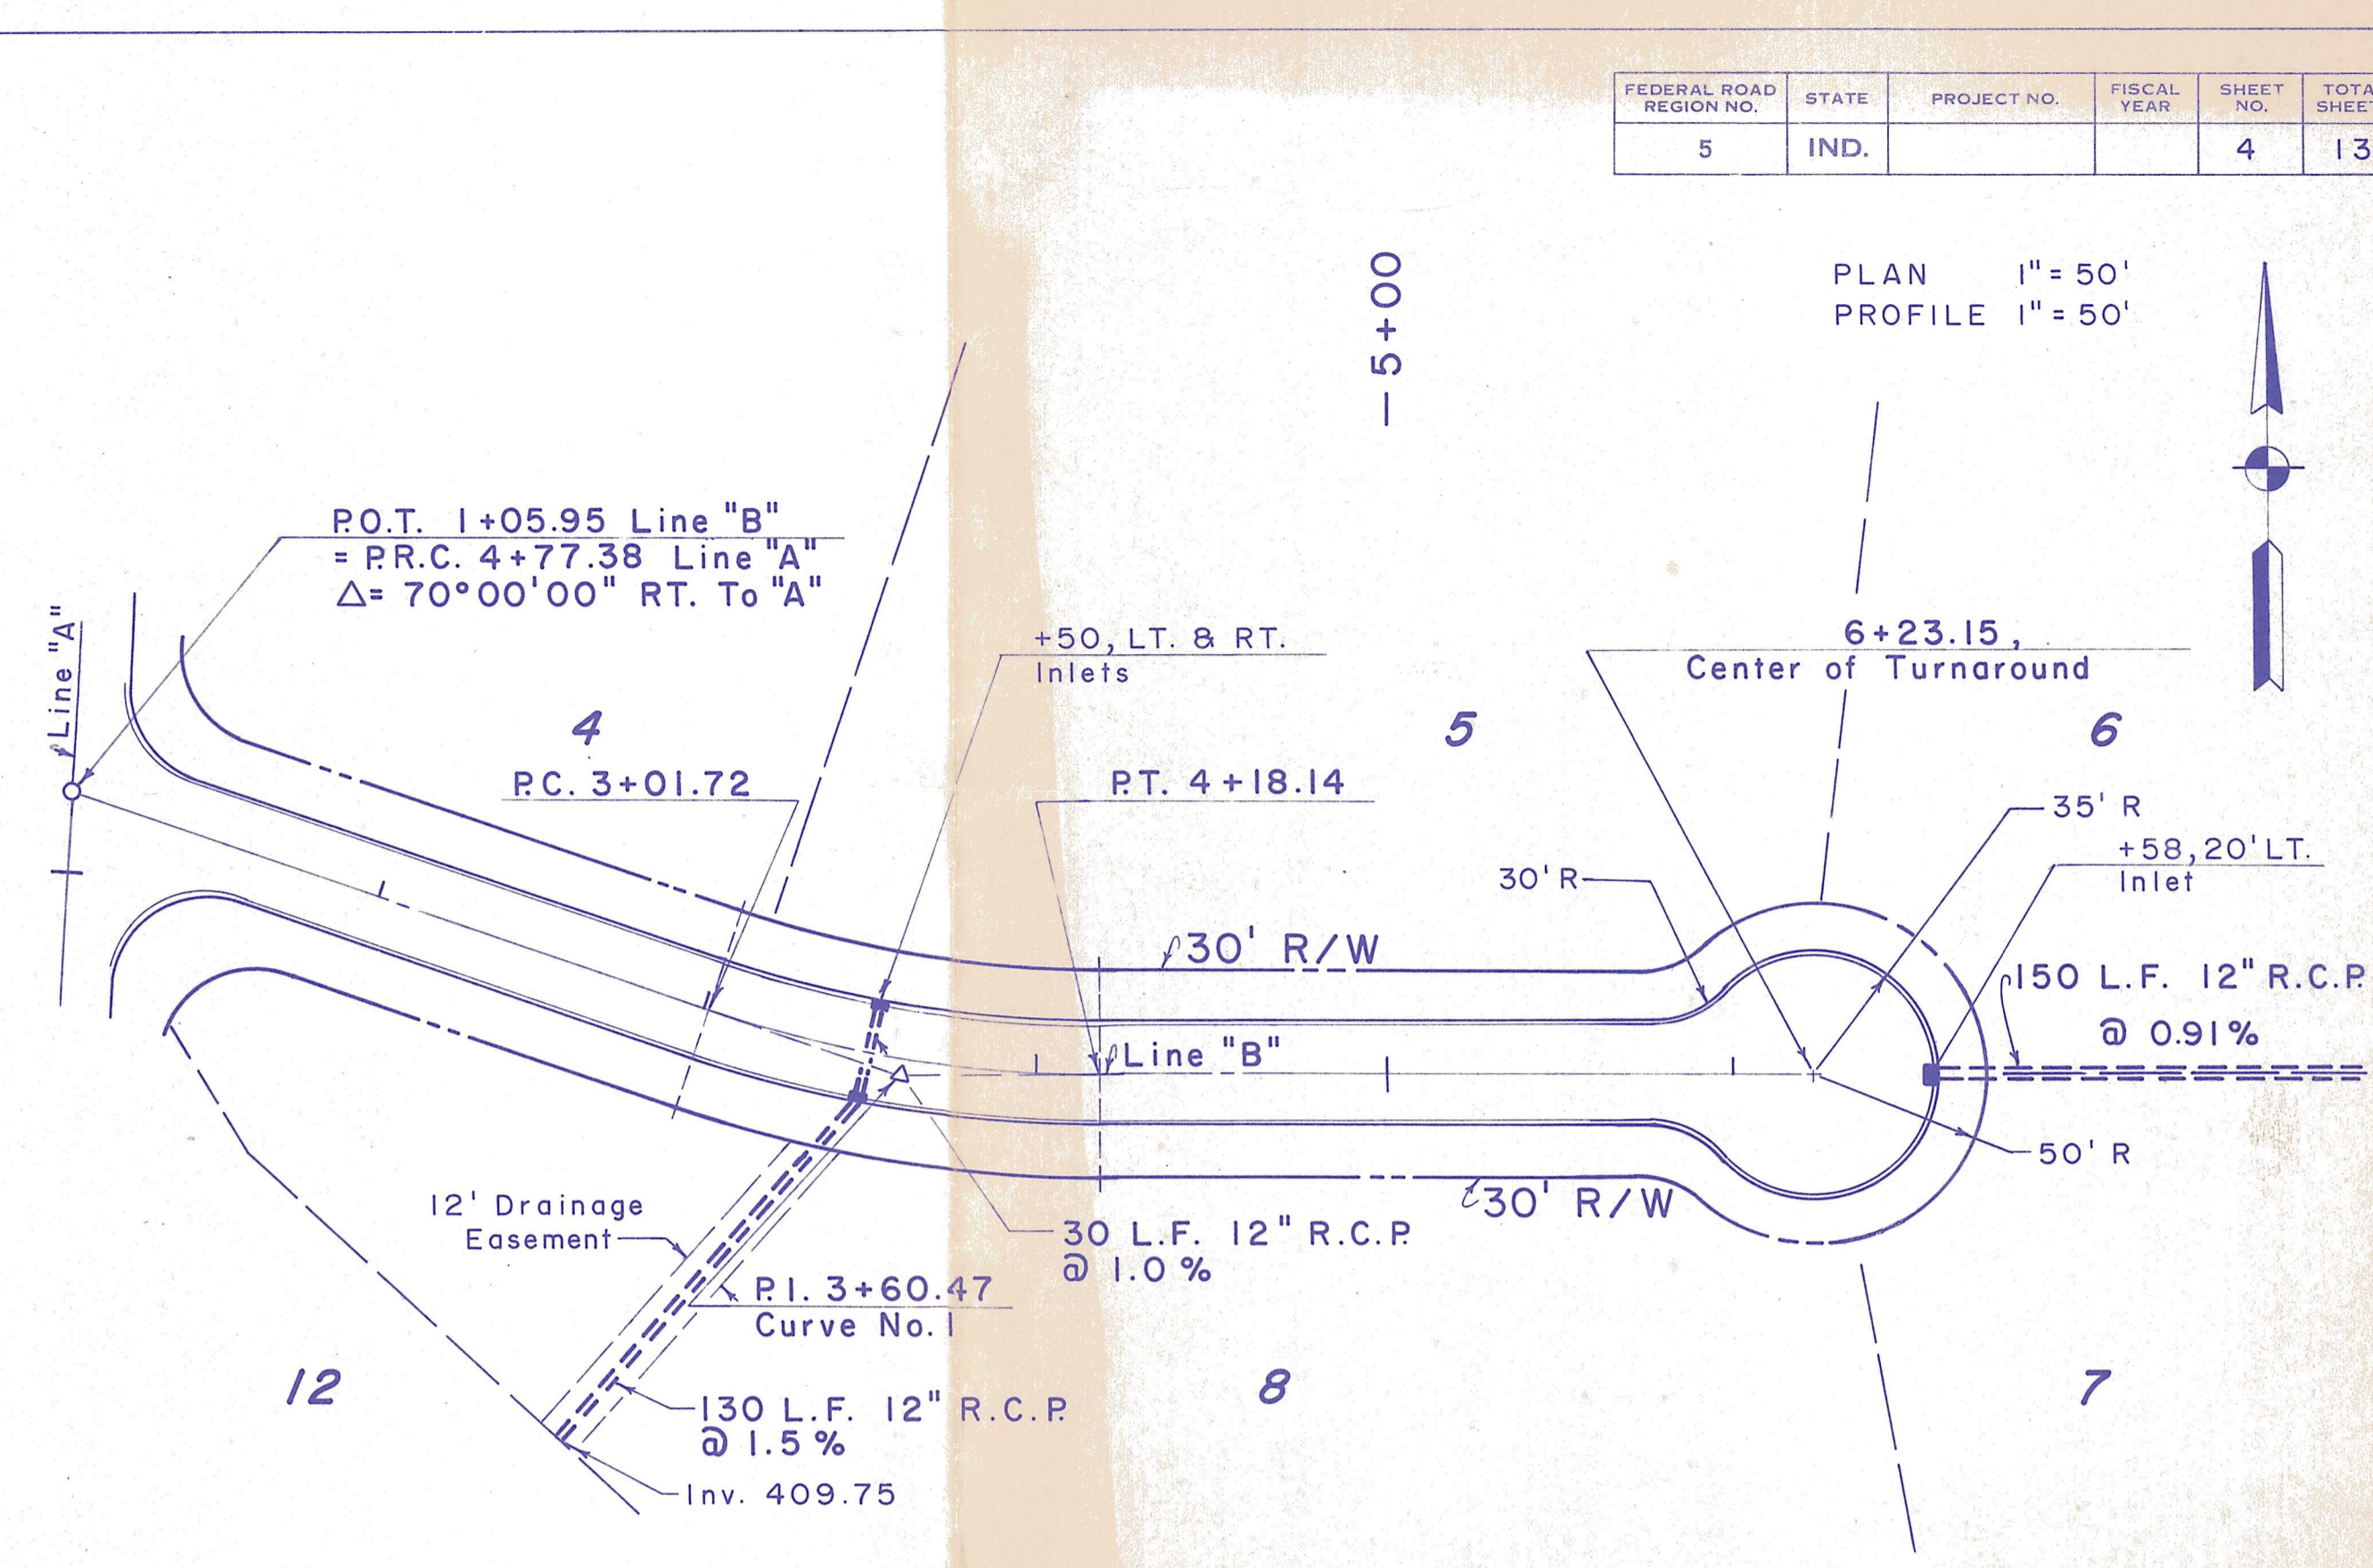 FEDERAL ROAD REGION NO. STATE PROJECT NO. FISCAL YEAR SHEET NO.
5 IND. 4 13
-5+00
PLAN 1" = 50'
PROFILE 1" = 50'
P.O.T. 1+05.95 Line "B"
= P.R.C. 4+77.38 Line "A"
△= 70°00'00" RT. To "A"
Line "A"
+50, LT. & RT.
Inlets
6+23.15,
Center of Turnaround
4
5
6
P.C. 3+01.72
P.T. 4+18.14
35' R
+58, 20' LT.
Inlet
30' R
30' R/W
150 L.F. 12" R.C.P.
@ 0.91%
Line "B"
50' R
12' Drainage
Easement
30' R/W
30 L.F. 12" R.C.P.
@ 1.0 %
P.I. 3+60.47
Curve No. 1
12
8
7
130 L.F. 12" R.C.P.
@ 1.5 %
Inv. 409.75